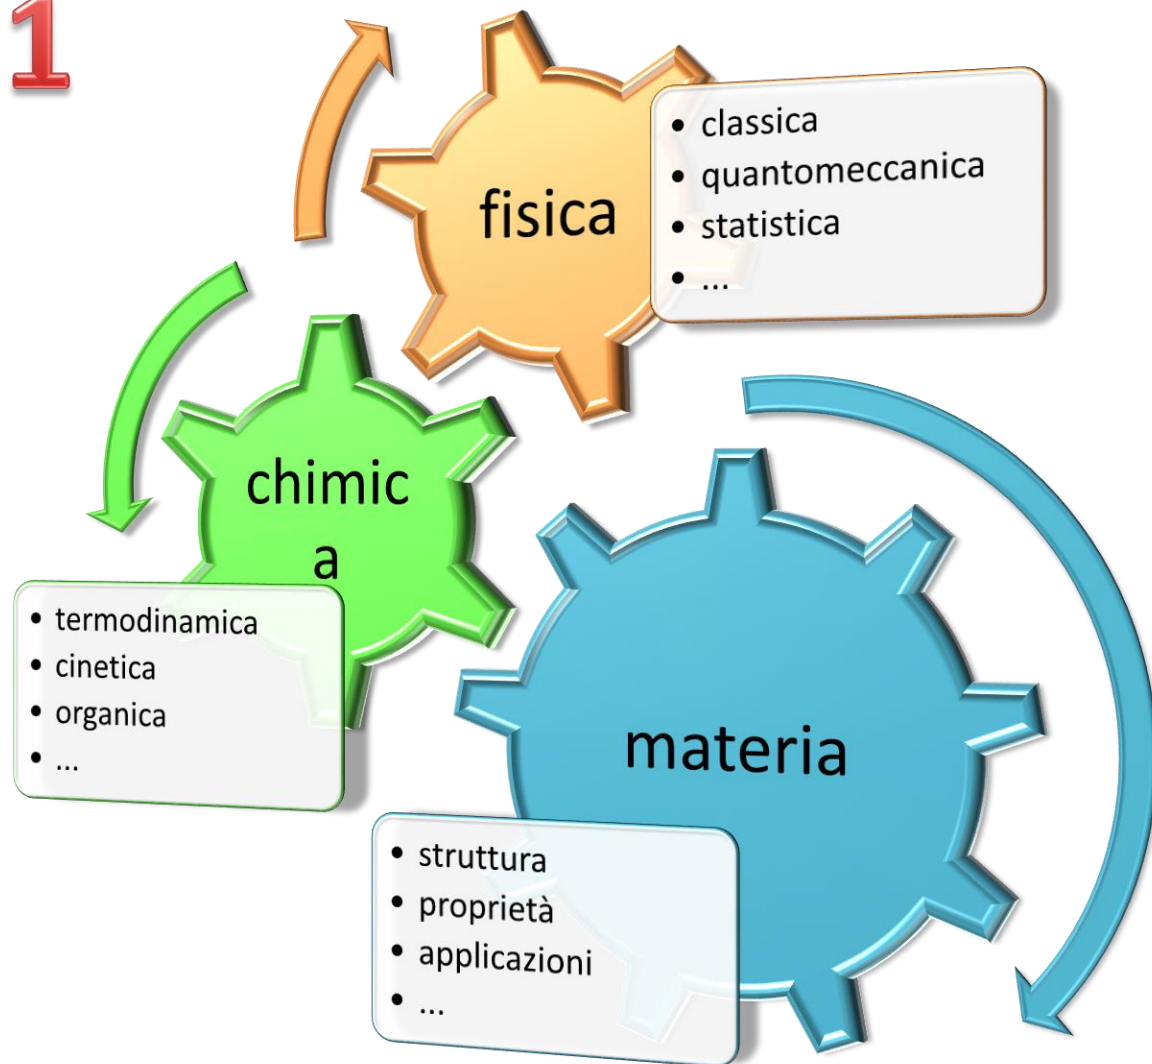 1
fisica
• classica
• quantomeccanica
• statistica
• ...
chimic
a
• termodinamica
• cinetica
• organica
• ...
materia
• struttura
• proprietà
• applicazioni
• ...